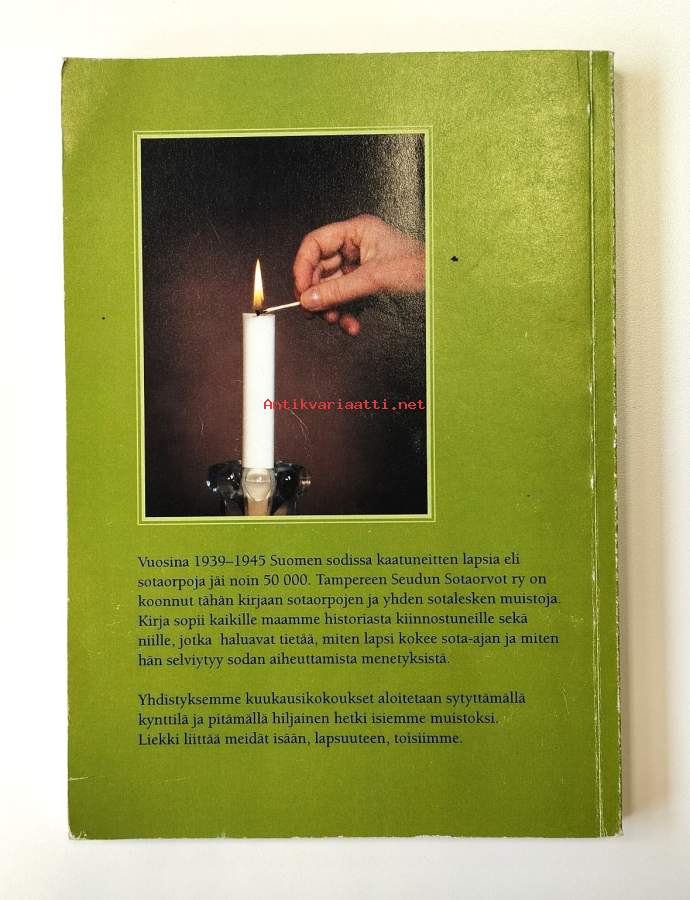 Antikvariaatti.net
Vuosina 1939–1945 Suomen sodissa kaatuneitten lapsia eli
sotaorpoja jäi noin 50 000. Tampereen Seudun Sotaorvot ry on
koonnut tähän kirjaan sotaorpojen ja yhden sotalesken muistoja.
Kirja sopii kaikille maamme historiasta kiinnostuneille sekä
niille, jotka haluavat tietää, miten lapsi kokee sota-ajan ja miten
hän selviytyy sodan aiheuttamista menetyksistä.
Yhdistyksemme kuukausikokoukset aloitetaan sytyttämällä
kynttilä ja pitämällä hiljainen hetki isiemme muistoksi.
Liekki liittää meidät isään, lapsuuteen, toisiimme.